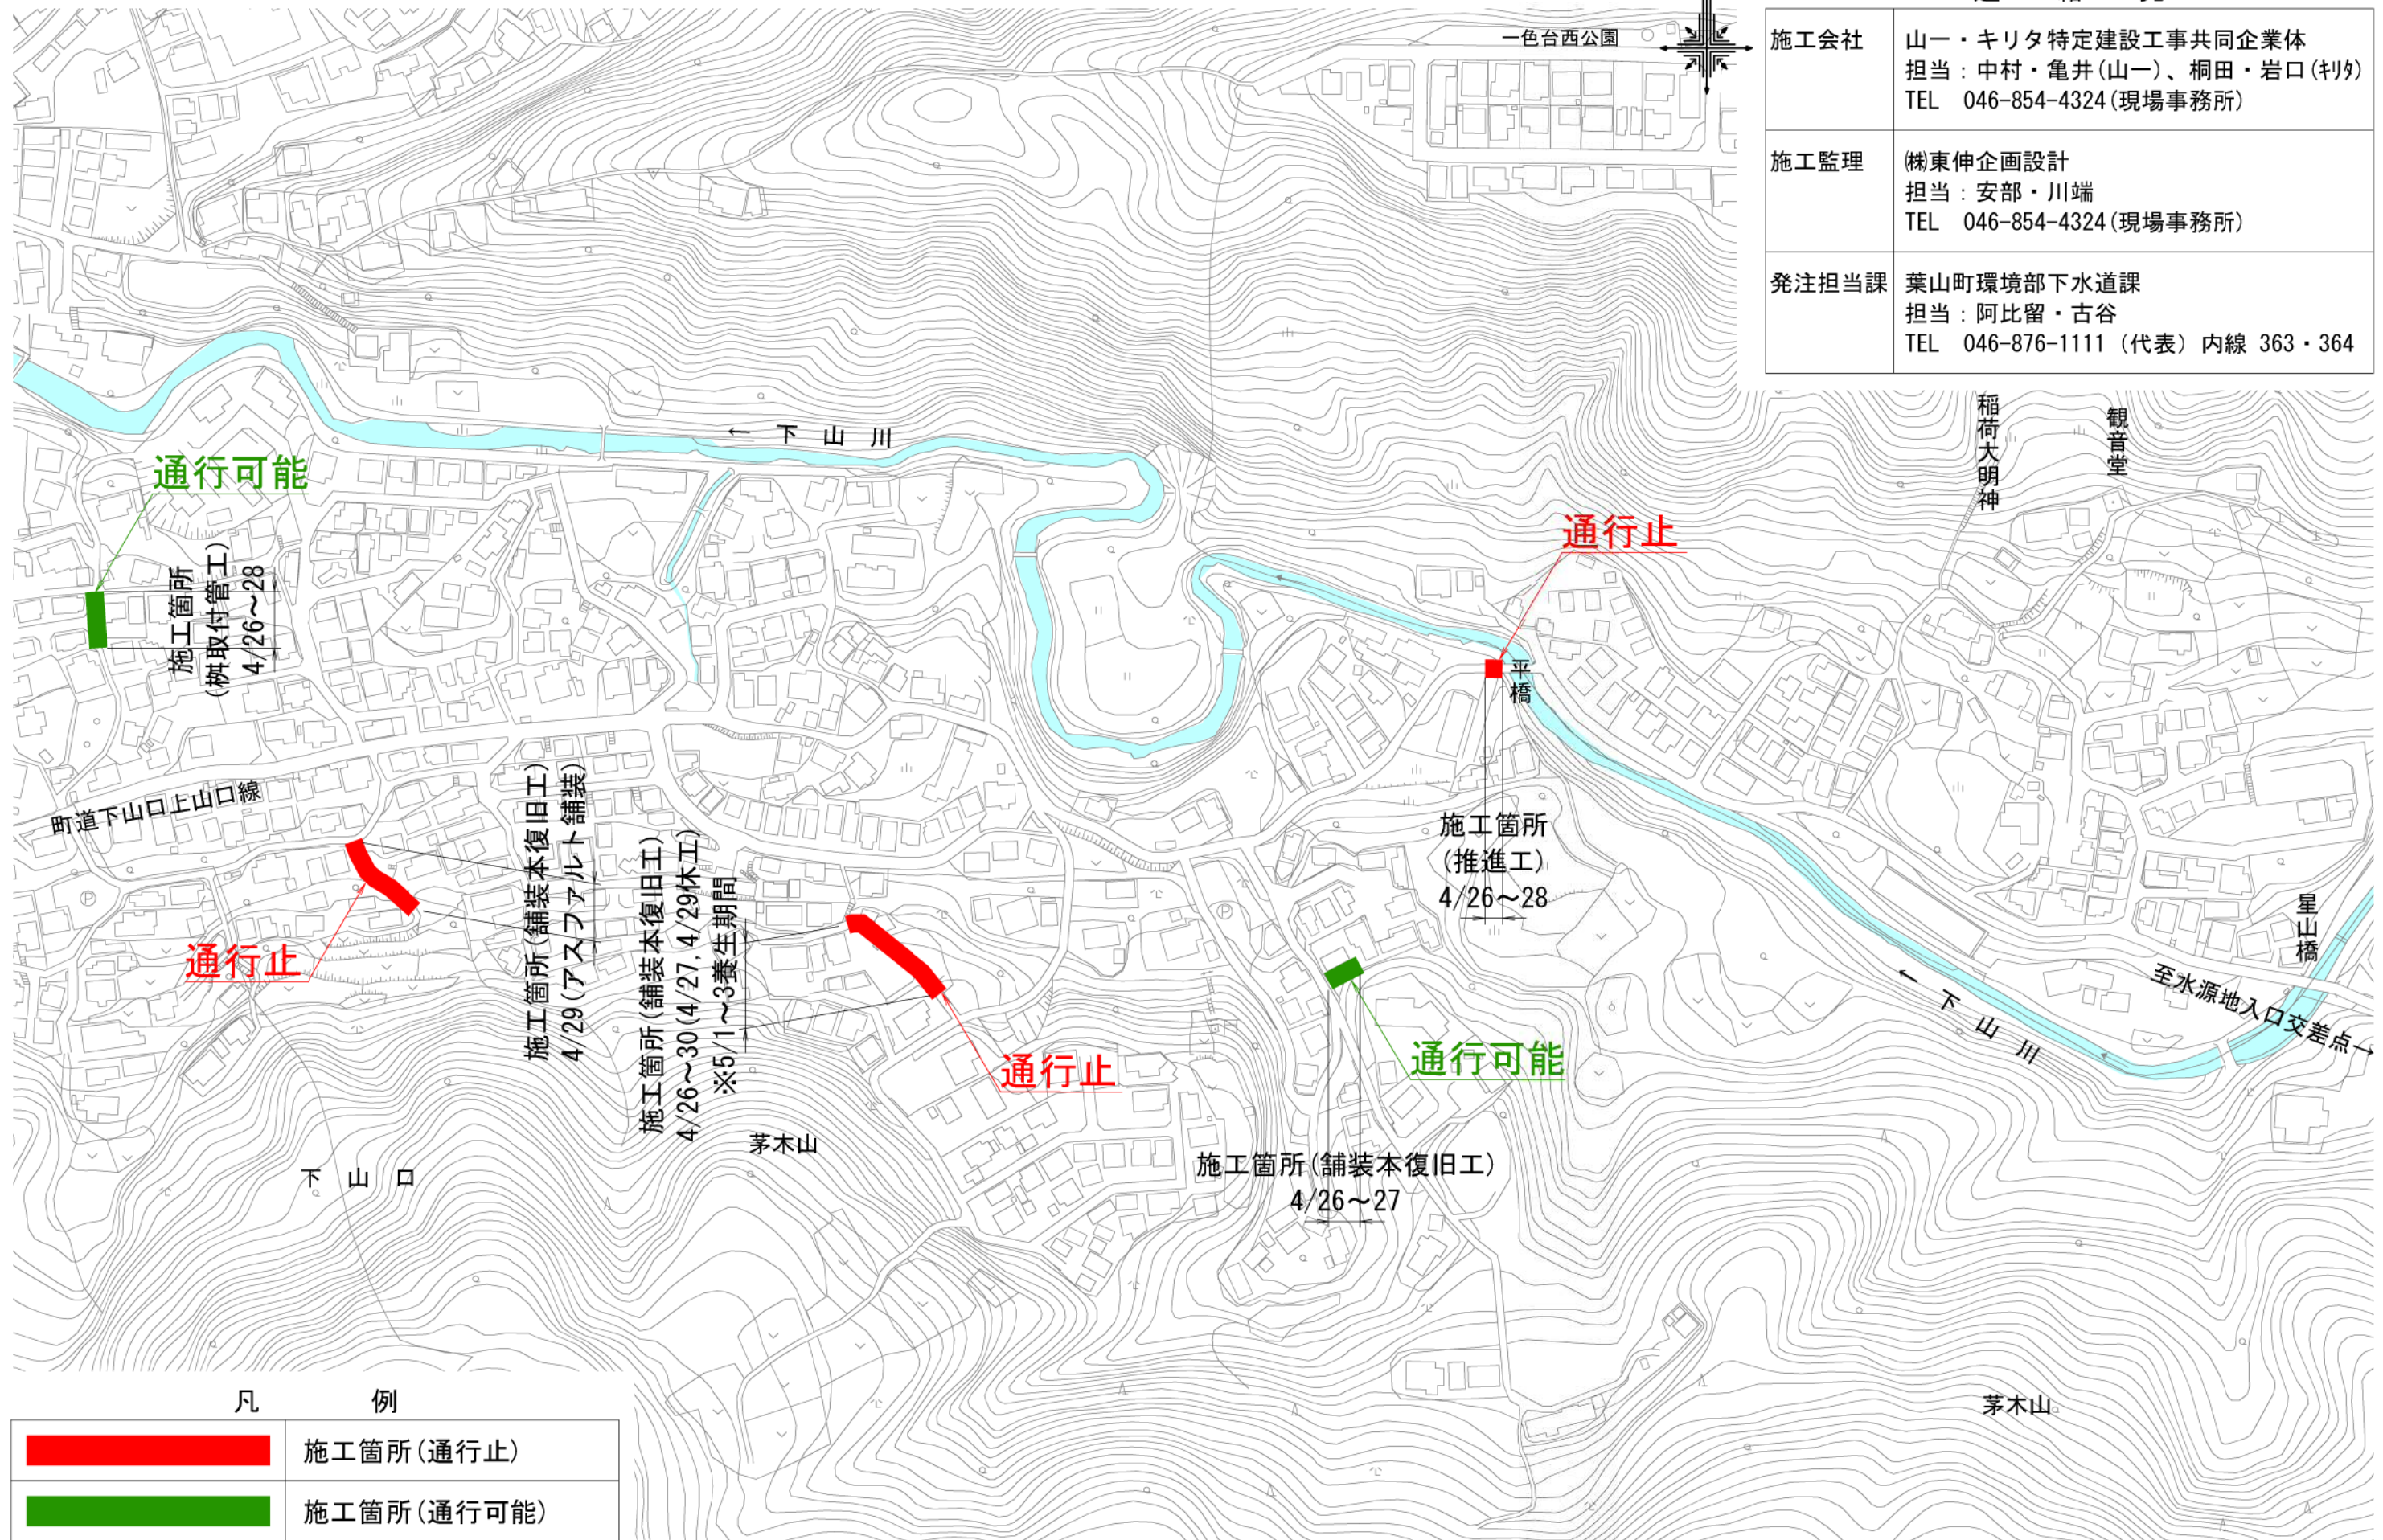 一色台西公園
施工会社
山一・キリタ特定建設工事共同企業体
担当：中村・亀井(山一)、桐田・岩口(ｷﾘﾀ)
TEL 046-854-4324(現場事務所)
施工監理
㈱東伸企画設計
担当：安部・川端
TEL 046-854-4324(現場事務所)
発注担当課
葉山町環境部下水道課
担当：阿比留・古谷
TEL 046-876-1111（代表）内線 363・364
稲荷大明神
観音堂
← 下山川
通行可能
施工箇所
(桝取付管工)
4/26～28
通行止
平橋
町道下山口上山口線
施工箇所(舗装本復旧工)
4/29(アスファルト舗装)
施工箇所(舗装本復旧工)
4/26～30(4/27,4/29休工)
※5/1～3養生期間
施工箇所
(推進工)
4/26～28
通行止
通行止
通行可能
星山橋
至水源地入口交差点→
← 下山川
茅木山
下山口
施工箇所(舗装本復旧工)
4/26～27
茅木山
凡例
施工箇所(通行止)
施工箇所(通行可能)